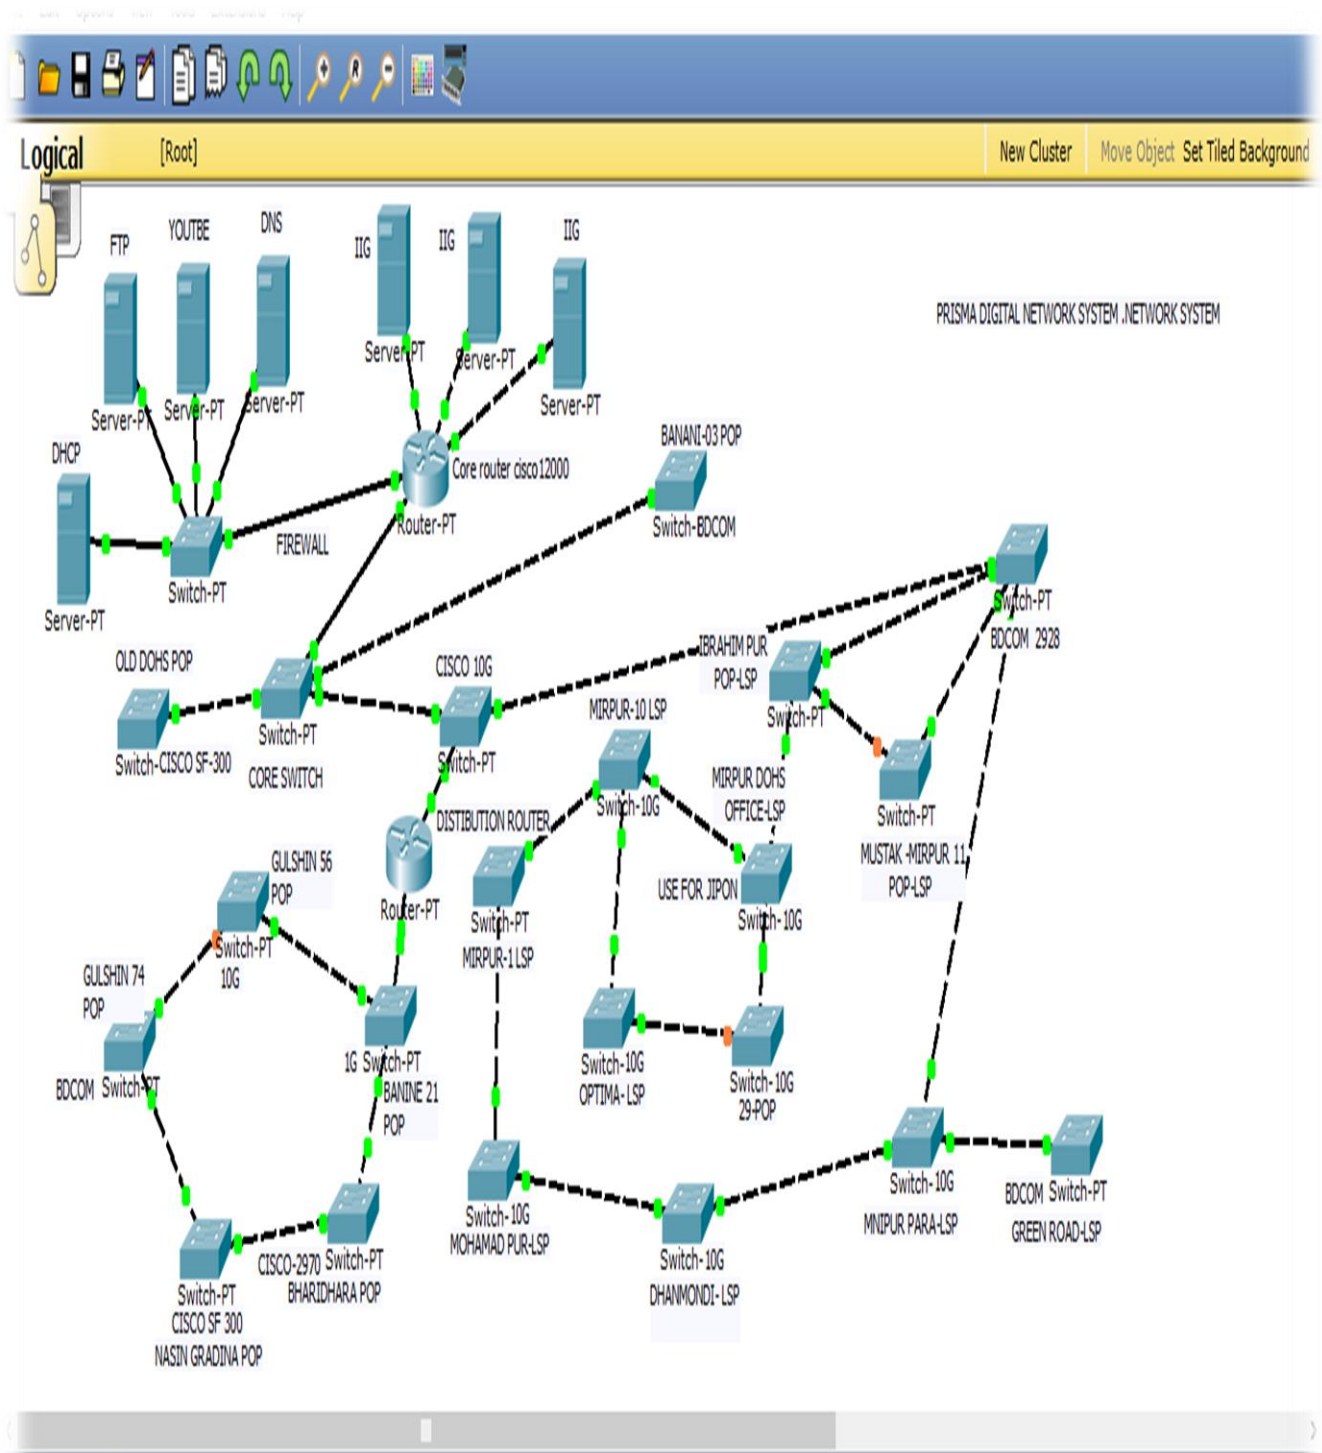 Logical
[Root]
New Cluster
Move Object
Set Tiled Background
FTP
YOUTBE
DNS
IIG
IIG
IIG
PRISMA DIGITAL NETWORK SYSTEM .NETWORK SYSTEM
Server-PT
Server-PT
Server-PT
Server-PT
Server-PT
Server-PT
DHCP
Server-PT
Switch-PT
FIREWALL
Core router cisco12000
Router-PT
BANANI-03 POP
Switch-BDCOM
Switch-PT
BDCOM 2928
OLD DOHS POP
Switch-CISCO SF-300
Switch-PT
CORE SWITCH
CISCO 10G
Switch-PT
IBRAHIM PUR
POP-LSP
Switch-PT
MIRPUR-10 LSP
Switch-10G
MIRPUR DOHS
OFFICE-LSP
Switch-PT
MUSTAK -MIRPUR 11
POP-LSP
DISTIBUTION ROUTER
Router-PT
Switch-PT
MIRPUR-1 LSP
USE FOR JIPON
Switch-10G
GULSHIN 56
POP
Switch-PT
10G
GULSHIN 74
POP
BDCOM Switch-PT
1G Switch-PT
BANINE 21
POP
Switch-10G
OPTIMA- LSP
Switch-10G
29-POP
Switch-10G
MOHAMAD PUR-LSP
Switch-10G
DHANMONDI- LSP
Switch-10G
MNIPUR PARA-LSP
BDCOM Switch-PT
GREEN ROAD-LSP
CISCO-2970 Switch-PT
BHARIDHARA POP
Switch-PT
CISCO SF 300
NASIN GRADINA POP